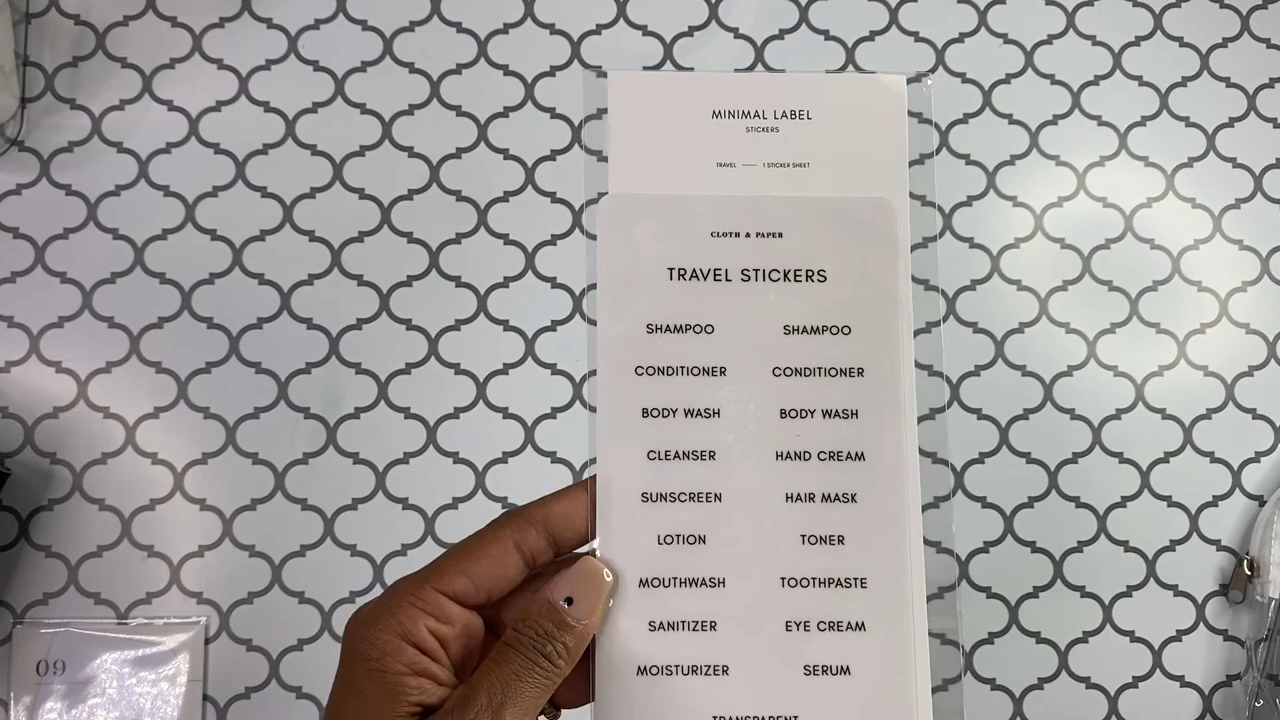 MINIMAL LABEL
STICKERS
TRAVEL — 1 STICKER SHEET
CLOTH & PAPER
TRAVEL STICKERS
SHAMPOO SHAMPOO
CONDITIONER CONDITIONER
BODY WASH BODY WASH
CLEANSER HAND CREAM
SUNSCREEN HAIR MASK
LOTION TONER
MOUTHWASH TOOTHPASTE
SANITIZER EYE CREAM
MOISTURIZER SERUM
TRANSPARENT
09